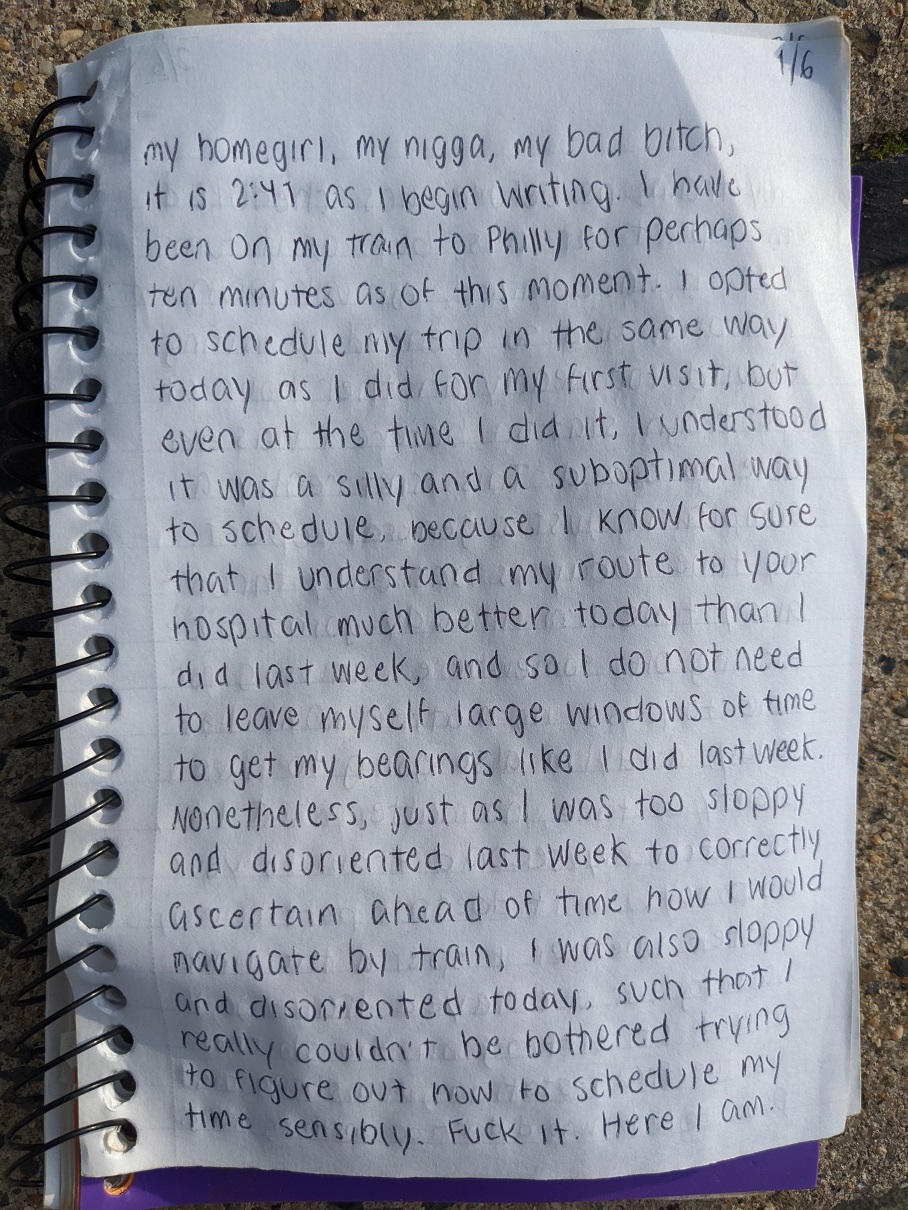 1/6
my homegirl, my nigga, my bad bitch,
it is 2:41 as I begin writing. I have
been on my train to Philly for perhaps
ten minutes as of this moment. I opted
to schedule my trip in the same way
today as I did for my first visit, but
even at the time I did it, I understood
it was a silly and a suboptimal way
to schedule, because I know for sure
that I understand my route to your
hospital much better today than I
did last week, and so I do not need
to leave myself large windows of time
to get my bearings like I did last week.
Nonetheless, just as I was too sloppy
and disoriented last week to correctly
ascertain ahead of time how I would
navigate by train, I was also sloppy
and disoriented today, such that I
really couldn't be bothered trying
to figure out how to schedule my
time sensibly. Fuck it. Here I am.